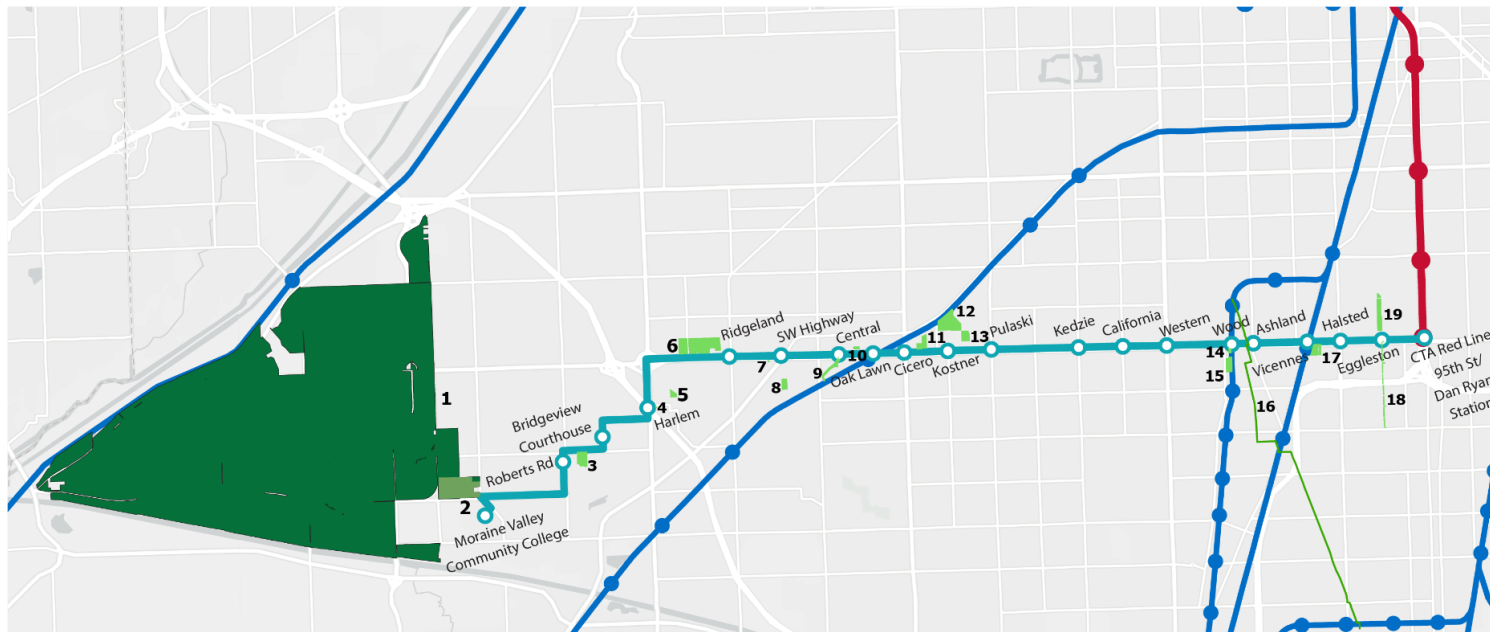 1
2
Moraine Valley
Community College
Roberts Rd
3
Bridgeview
Courthouse
4
Harlem
5
6
Ridgeland
7
SW Highway
8
Central
9
10
Oak Lawn
Cicero
11
12
Kostner
13
Pulaski
Kedzie
California
Western
Wood
14
15
Ashland
16
Vicennes
17
Halsted
Eggleston
18
19
CTA Red Line
95th St/
Dan Ryan
Station